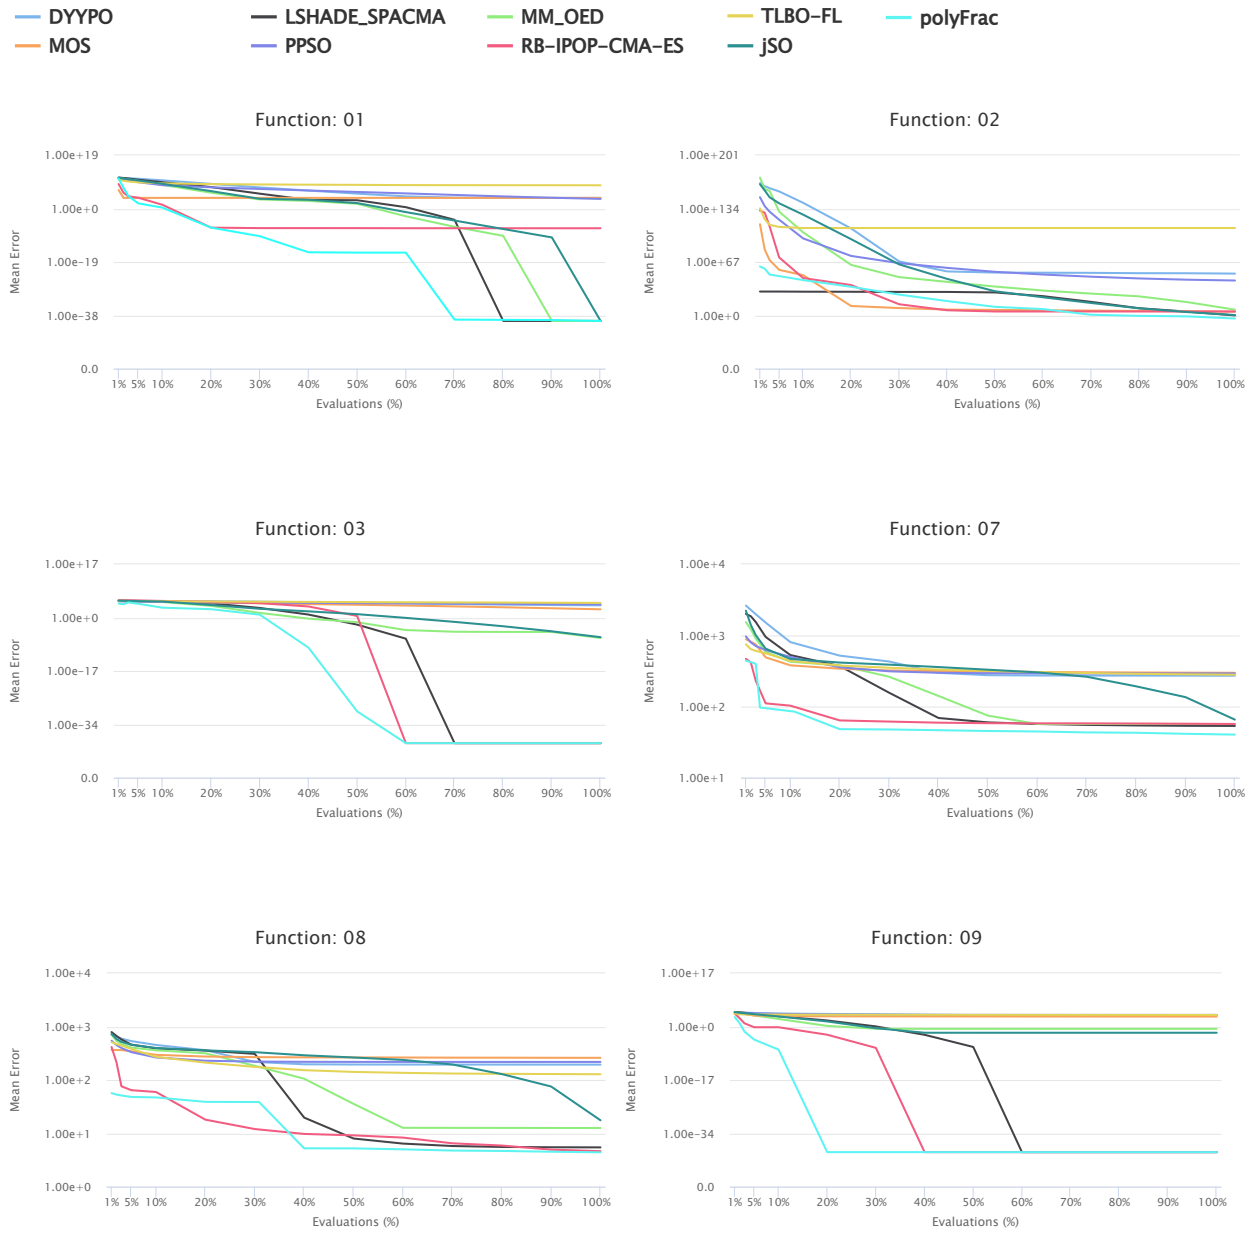 DYYPO LSHADE_SPACMA MM_OED TLBO-FL polyFrac
MOS PPSO RB-IPOP-CMA-ES jSO
Function: 01
1.00e+19
1.00e+0
1.00e-19
1.00e-38
0.0
Mean Error
1% 5% 10% 20% 30% 40% 50% 60% 70% 80% 90% 100%
Evaluations (%)
Function: 02
1.00e+201
1.00e+134
1.00e+67
1.00e+0
0.0
Mean Error
1% 5% 10% 20% 30% 40% 50% 60% 70% 80% 90% 100%
Evaluations (%)
Function: 03
1.00e+17
1.00e+0
1.00e-17
1.00e-34
0.0
Mean Error
1% 5% 10% 20% 30% 40% 50% 60% 70% 80% 90% 100%
Evaluations (%)
Function: 07
1.00e+4
1.00e+3
1.00e+2
1.00e+1
Mean Error
1% 5% 10% 20% 30% 40% 50% 60% 70% 80% 90% 100%
Evaluations (%)
Function: 08
1.00e+4
1.00e+3
1.00e+2
1.00e+1
1.00e+0
Mean Error
1% 5% 10% 20% 30% 40% 50% 60% 70% 80% 90% 100%
Evaluations (%)
Function: 09
1.00e+17
1.00e+0
1.00e-17
1.00e-34
0.0
Mean Error
1% 5% 10% 20% 30% 40% 50% 60% 70% 80% 90% 100%
Evaluations (%)